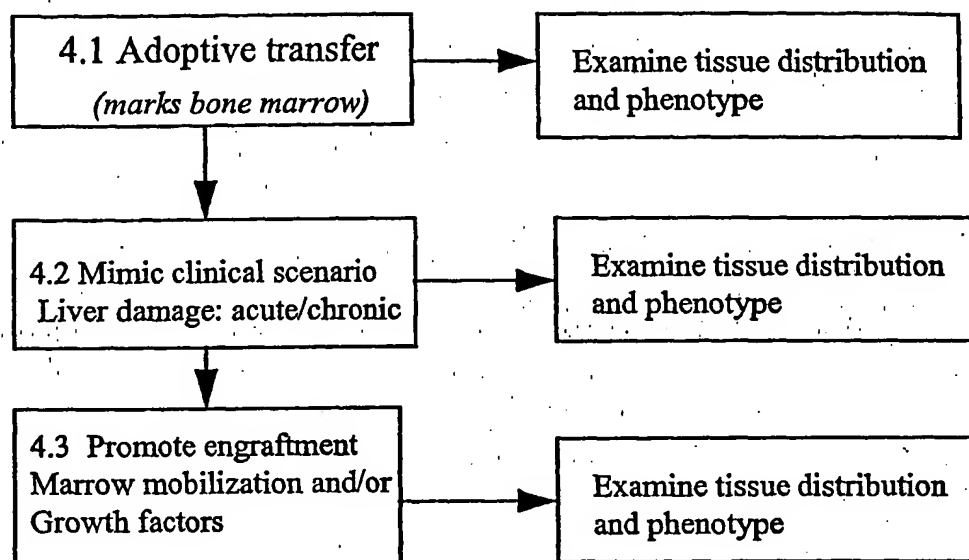 4.1 Adoptive transfer
(marks bone marrow)
Examine tissue distribution
and phenotype
4.2 Mimic clinical scenario
Liver damage: acute/chronic
Examine tissue distribution
and phenotype
4.3 Promote engraftment
Marrow mobilization and/or
Growth factors
Examine tissue distribution
and phenotype